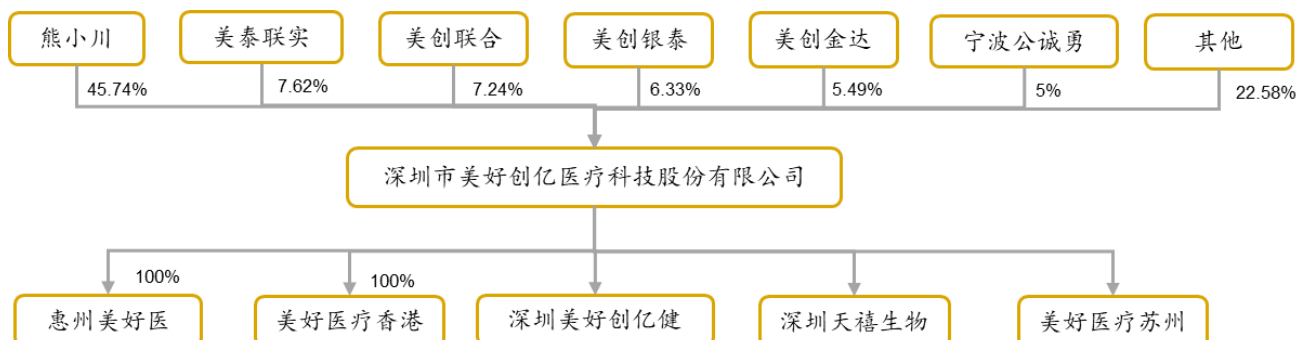 熊小川 美泰联实 美创联合 美创银泰 美创金达 宁波公诚勇 其他
45.74% 7.62% 7.24% 6.33% 5.49% 5% 22.58%
深圳市美好创亿医疗科技股份有限公司
100% 100%
惠州美好医 美好医疗香港 深圳美好创亿健 深圳天禧生物 美好医疗苏州